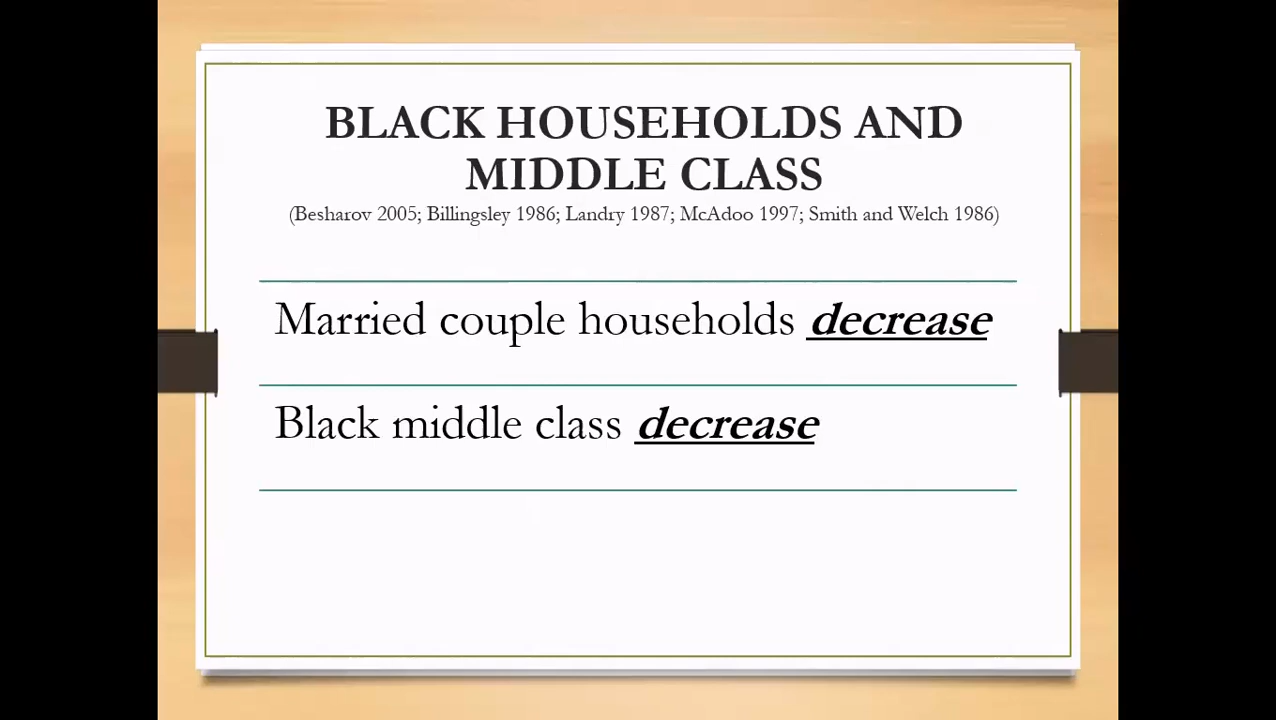 BLACK HOUSEHOLDS AND
MIDDLE CLASS
(Besharov 2005; Billingsley 1986; Landry 1987; McAdoo 1997; Smith and Welch 1986)
Married couple households decrease
Black middle class decrease